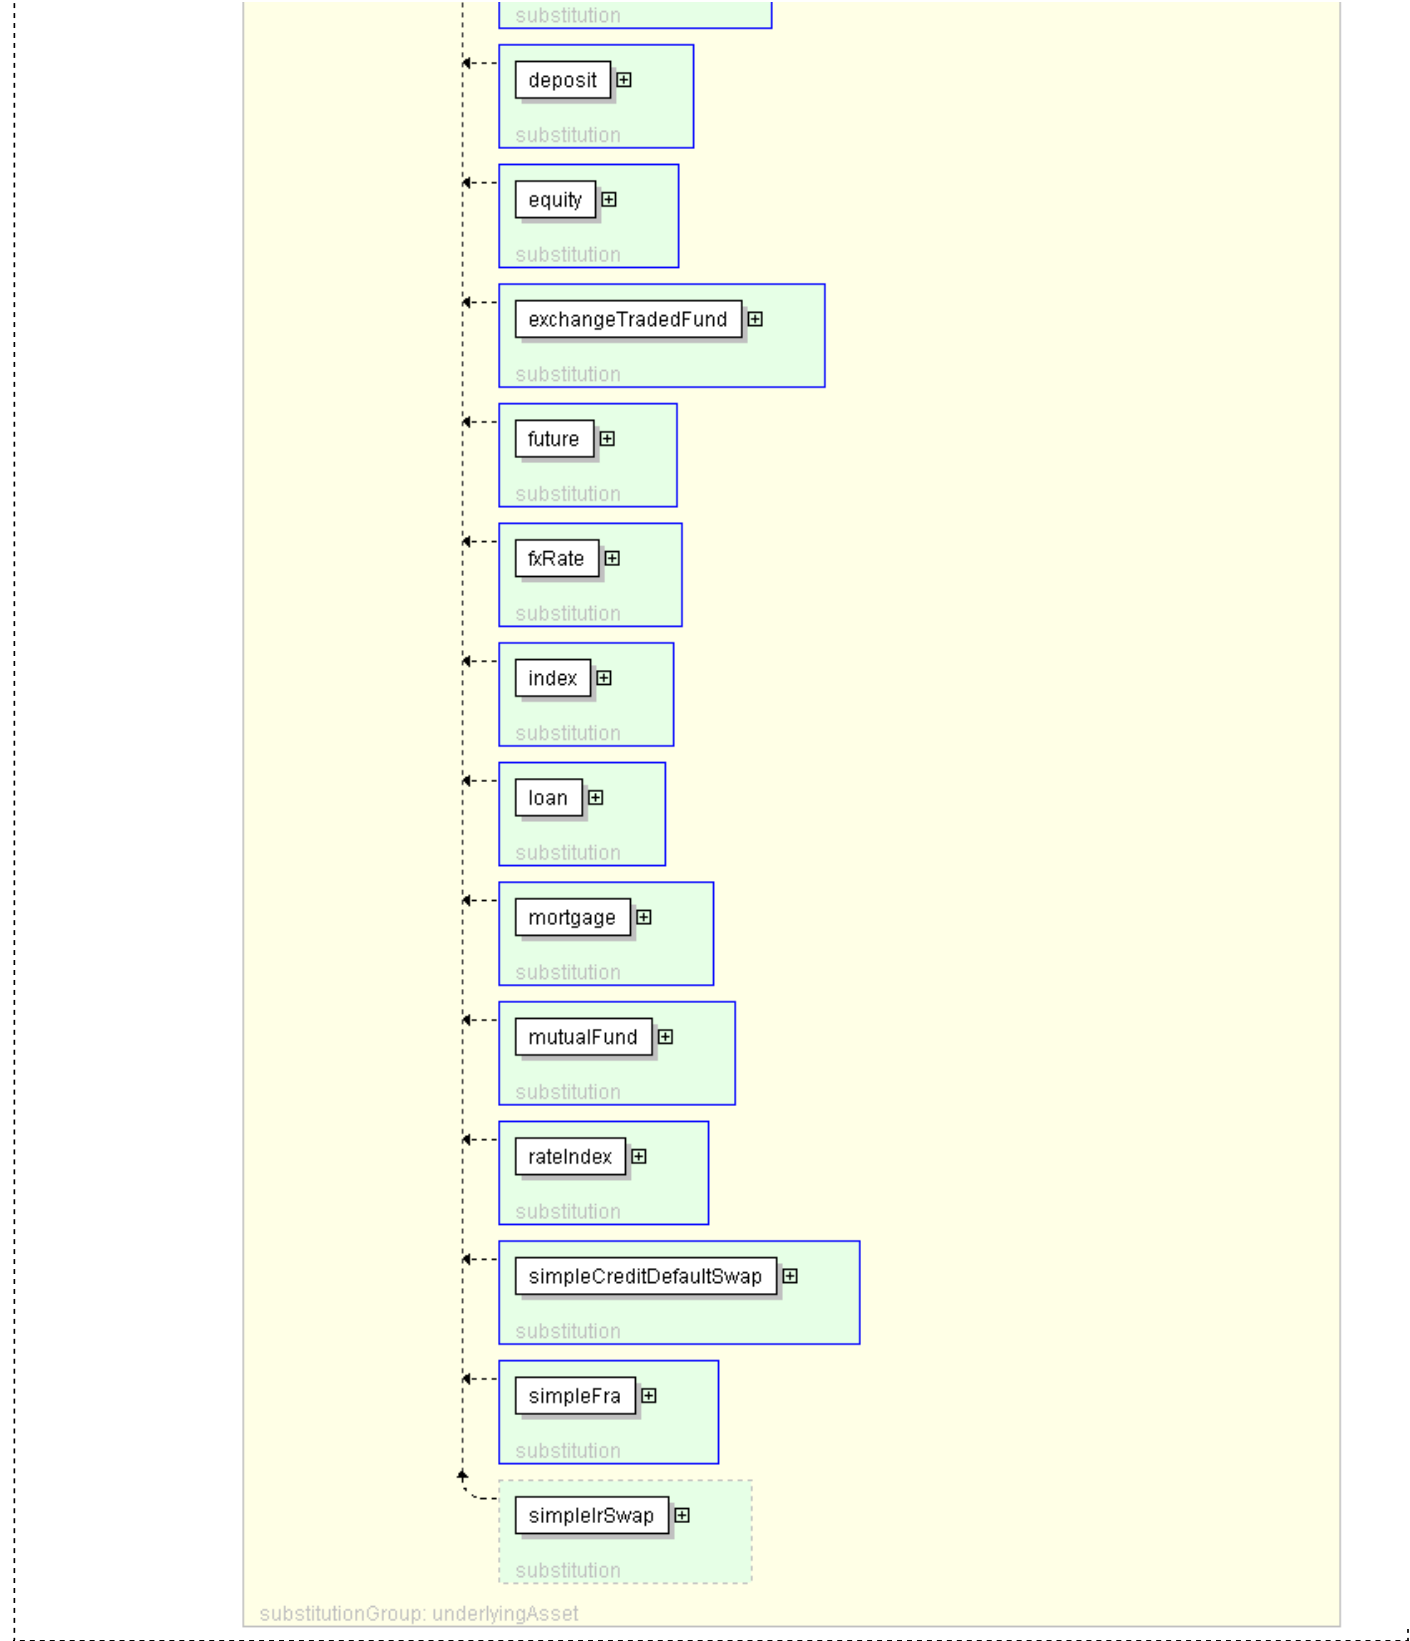 substitution
deposit
substitution
equity
substitution
exchangeTradedFund
substitution
future
substitution
fxRate
substitution
index
substitution
loan
substitution
mortgage
substitution
mutualFund
substitution
rateIndex
substitution
simpleCreditDefaultSwap
substitution
simpleFra
substitution
simpleIrSwap
substitution
substitutionGroup: underlyingAsset